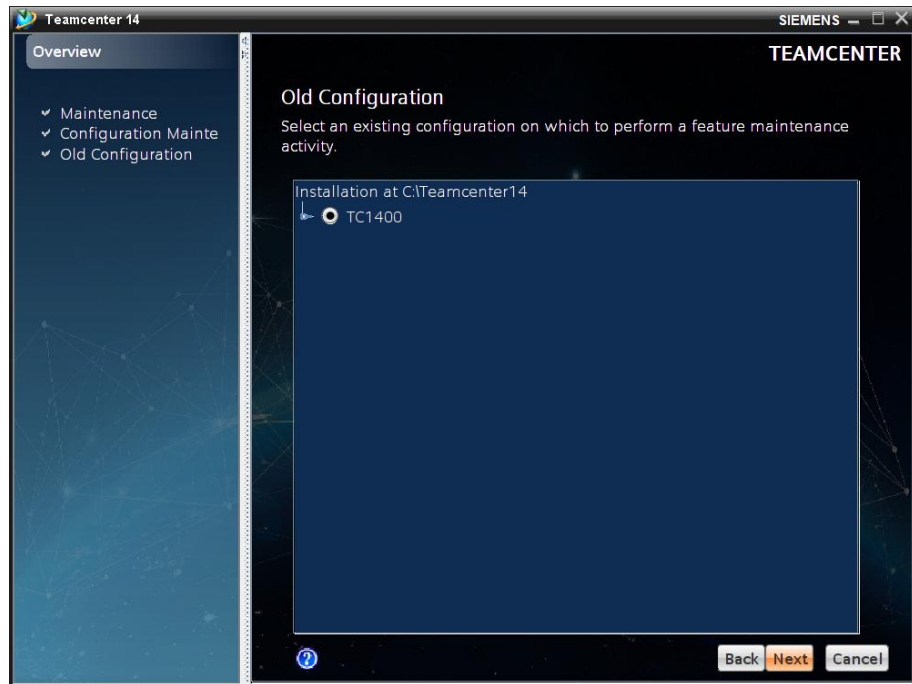 Teamcenter 14
SIEMENS
Overview
TEAMCENTER
Maintenance
Configuration Mainte
Old Configuration
Old Configuration
Select an existing configuration on which to perform a feature maintenance
activity.
Installation at C:\Teamcenter14
TC1400
?
Back Next Cancel